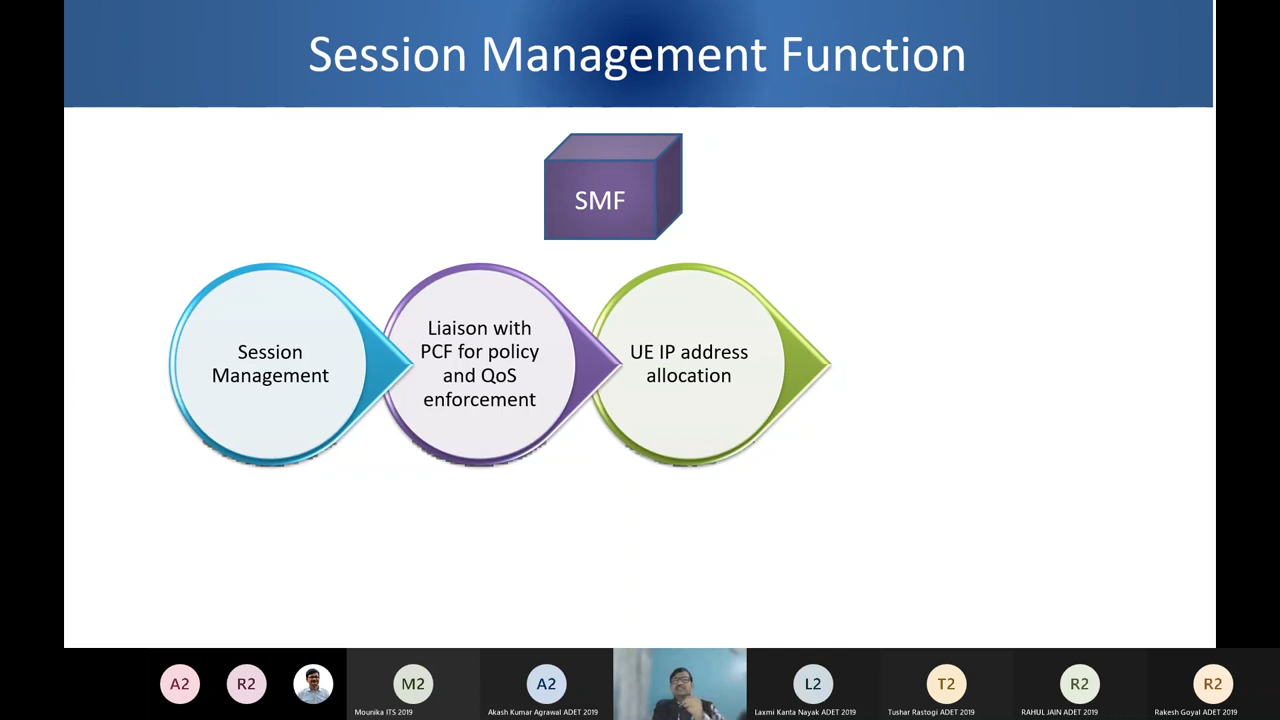 Session Management Function
SMF
Session
Management
Liaison with
PCF for policy
and QoS
enforcement
UE IP address
allocation
A2
R2
M2
A2
L2
T2
R2
R2
Mounika ITS 2019
Akash Kumar Agrawal ADET 2019
Laxmi Kanta Nayak ADET 2019
Tushar Rastogi ADET 2019
RAHUL JAIN ADET 2019
Rakesh Goyal ADET 2019